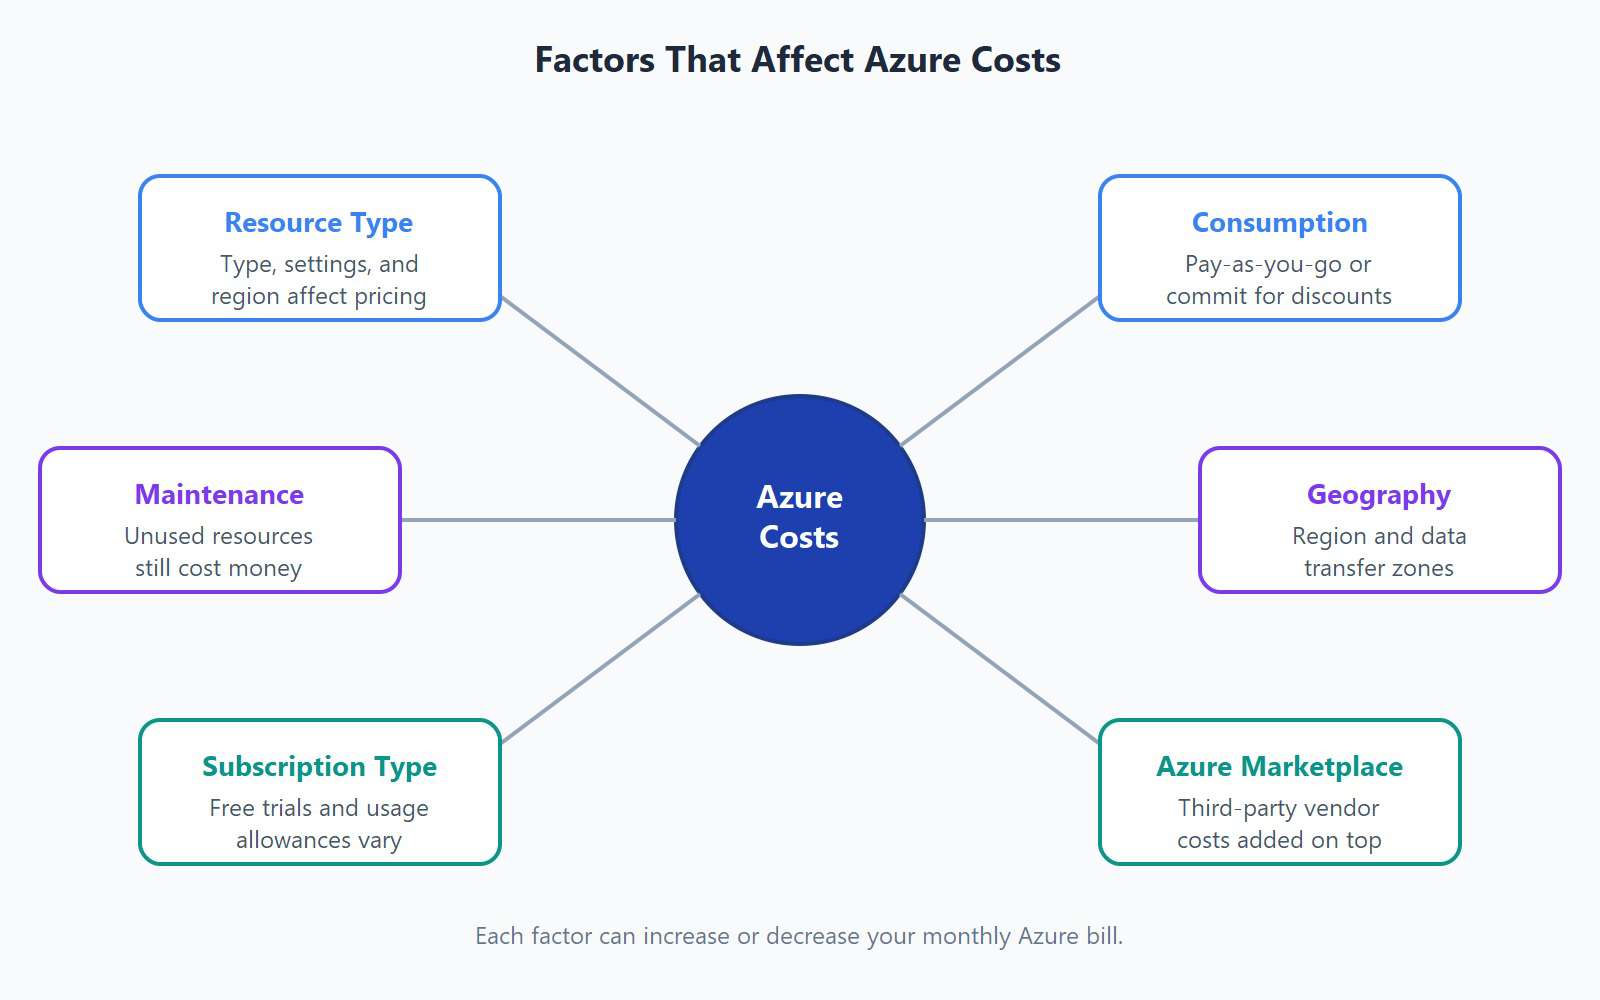 Factors That Affect Azure Costs
Resource Type
Type, settings, and
region affect pricing
Consumption
Pay-as-you-go or
commit for discounts
Maintenance
Unused resources
still cost money
Azure
Costs
Geography
Region and data
transfer zones
Subscription Type
Free trials and usage
allowances vary
Azure Marketplace
Third-party vendor
costs added on top
Each factor can increase or decrease your monthly Azure bill.